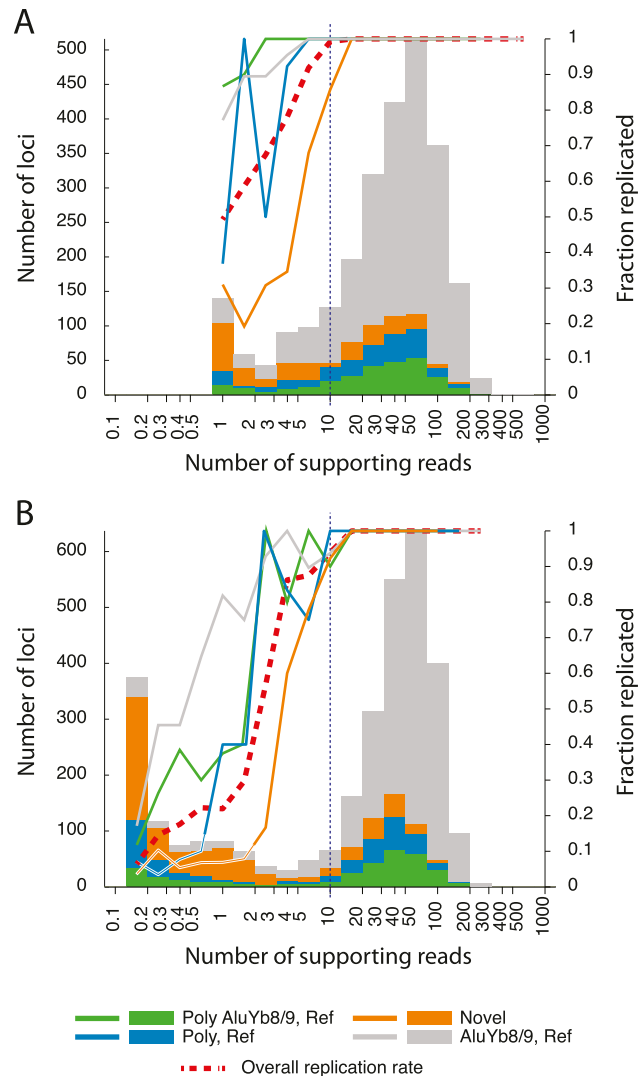 A
500
450
400
350
300
250
200
150
100
50
0
Number of loci
1
0.9
0.8
0.7
0.6
0.5
0.4
0.3
0.2
0.1
0
Fraction replicated
0.1 0.2 0.3 0.4 0.5 1 2 3 4 5 10 20 30 40 50 100 200 300 400 500 1000
Number of supporting reads
B
600
500
400
300
200
100
0
Number of loci
1
0.9
0.8
0.7
0.6
0.5
0.4
0.3
0.2
0.1
0
Fraction replicated
0.1 0.2 0.3 0.4 0.5 1 2 3 4 5 10 20 30 40 50 100 200 300 400 500 1000
Number of supporting reads
Poly AluYb8/9, Ref
Novel
Poly, Ref
AluYb8/9, Ref
Overall replication rate